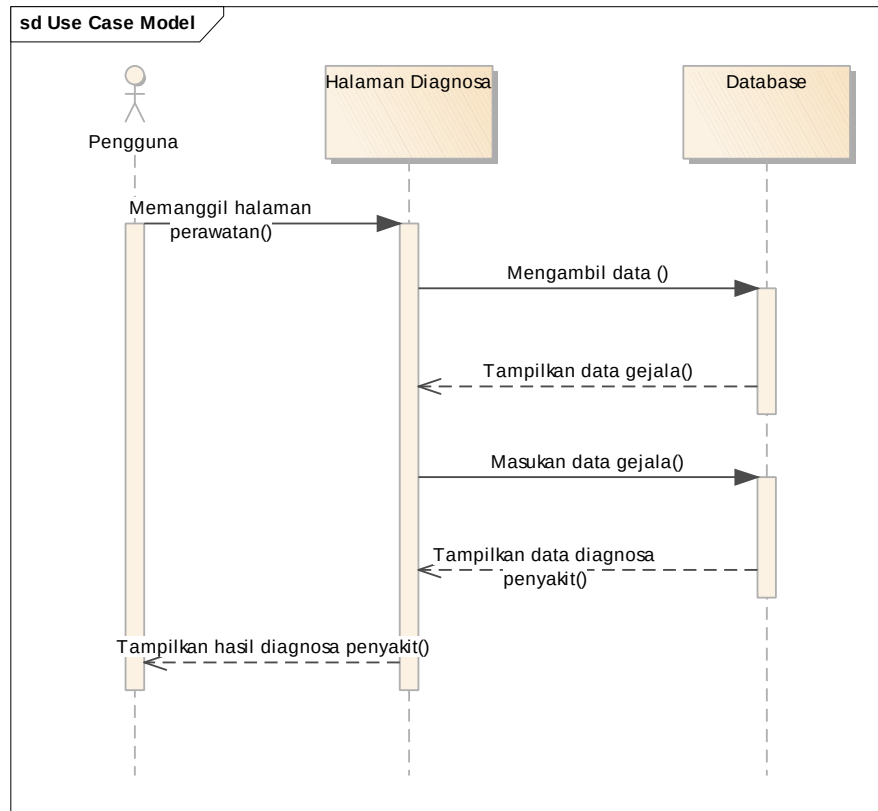 sd Use Case Model
Pengguna
Halaman Diagnosa
Database
Memanggil halaman
perawatan()
Mengambil data ()
Tampilkan data gejala()
Masukan data gejala()
Tampilkan data diagnosa
penyakit()
Tampilkan hasil diagnosa penyakit()